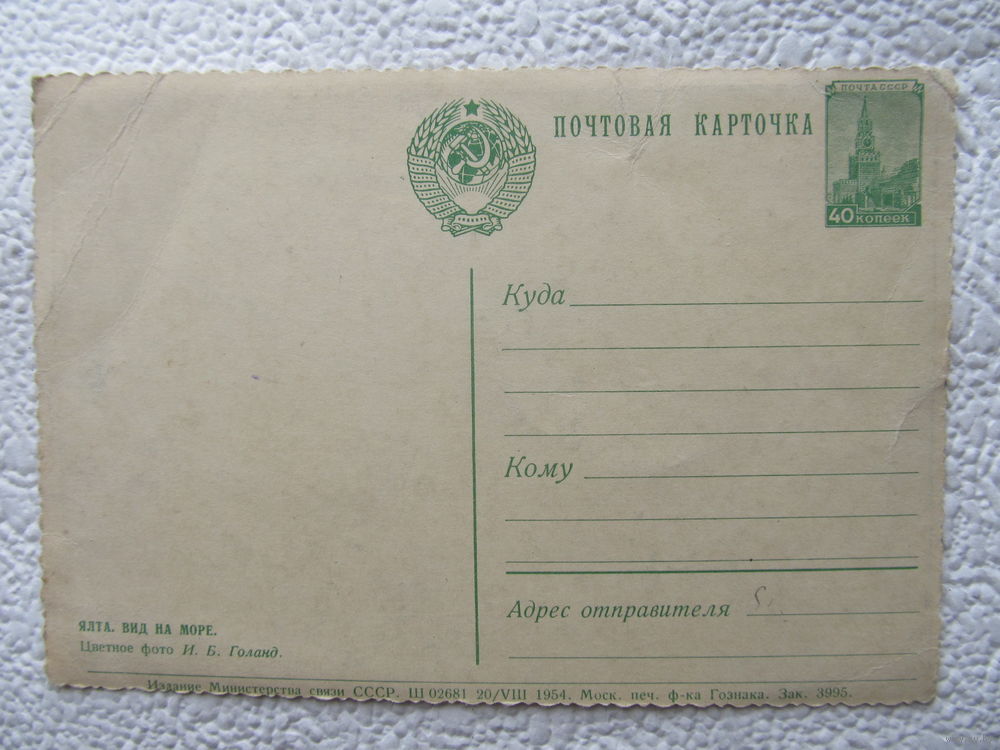 ПОЧТОВАЯ КАРТОЧКА
ПОЧТА СССР
40 КОПЕЕК
Куда
Кому
Адрес отправителя
ЯЛТА. ВИД НА МОРЕ.
Цветное фото И. Б. Голанд.
Издание Министерства связи СССР. Ш 02681 20/VIII 1954. Моск. печ. ф-ка Гознака. Зак. 3995.